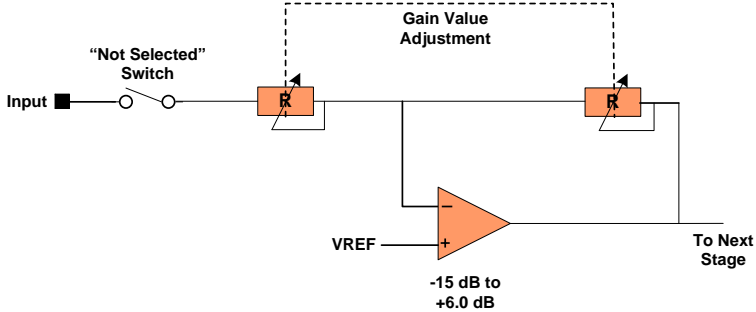 Gain Value
Adjustment
“Not Selected”
Switch
Input
R
R
−
+
VREF
To Next
Stage
-15 dB to
+6.0 dB